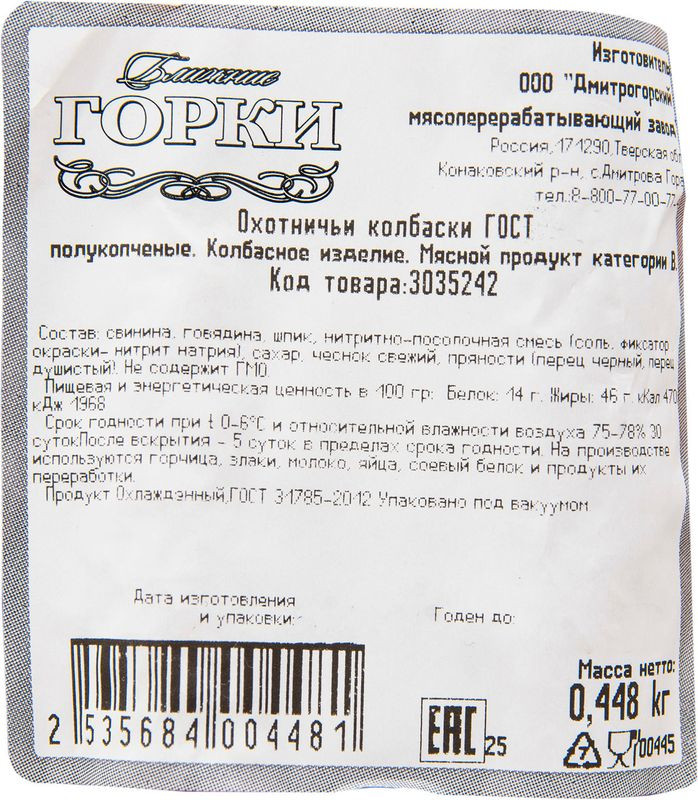 Ближние
ГОРКИ
Изготовитель
ООО "Дмитрогорский
мясоперерабатывающий завод
Россия,171290,Тверская обл
Конаковский р-н, с.Дмитрова Гора
тел.:8-800-77-00-77-
Охотничьи колбаски ГОСТ
полукопченые. Колбасное изделие. Мясной продукт категории В.
Код товара:3035242
Состав: свинина, говядина, шпик, нитритно-посолочная смесь (соль, фиксатор
окраски- нитрит натрия), сахар, чеснок свежий, пряности (перец черный, перец
душистый). Не содержит ГМО.
Пищевая и энергетическая ценность в 100 гр: Белок: 14 г. Жиры: 46 г. кКал 470
кДж 1968
Срок годности при t 0-6°С и относительной влажности воздуха 75-78% 30
суток.После вскрытия - 5 суток в пределах срока годности. На производстве
используются горчица, злаки, молоко, яйца, соевый белок и продукты их
переработки.
Продукт Охлажденный,ГОСТ 31785-2012 Упаковано под вакуумом
Дата изготовления
и упаковки:
Годен до:
Масса нетто:
0,448 кг
2 535684 004481
ЕАС 25
7 00445